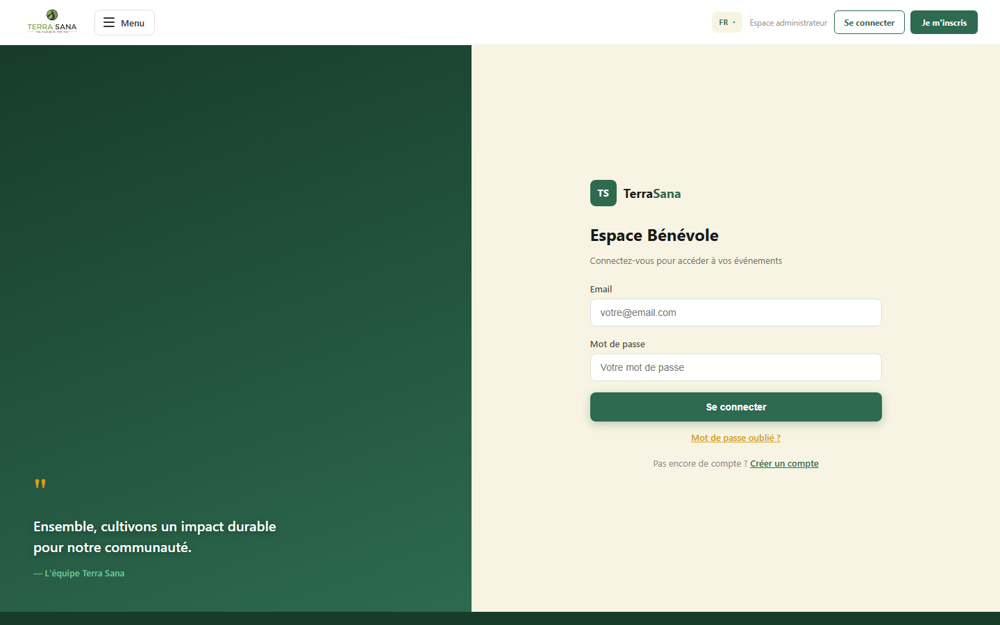 TERRA SANA
Menu
FR
Espace administrateur
Se connecter
Je m'inscris
TS
TerraSana
Espace Bénévole
Connectez-vous pour accéder à vos événements
Email
votre@email.com
Mot de passe
Votre mot de passe
Se connecter
Mot de passe oublié ?
Pas encore de compte ? Créer un compte
"
Ensemble, cultivons un impact durable
pour notre communauté.
— L'équipe Terra Sana